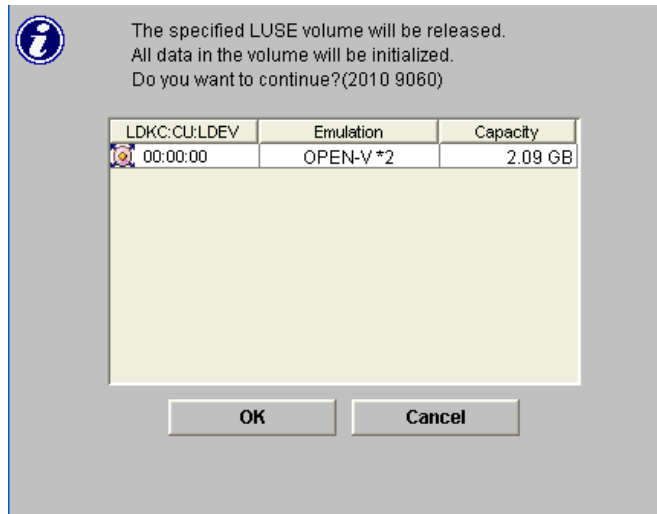 The specified LUSE volume will be released.
All data in the volume will be initialized.
Do you want to continue?(2010 9060)
LDKC:CU:LDEV Emulation Capacity
00:00:00 OPEN-V *2 2.09 GB
OK Cancel